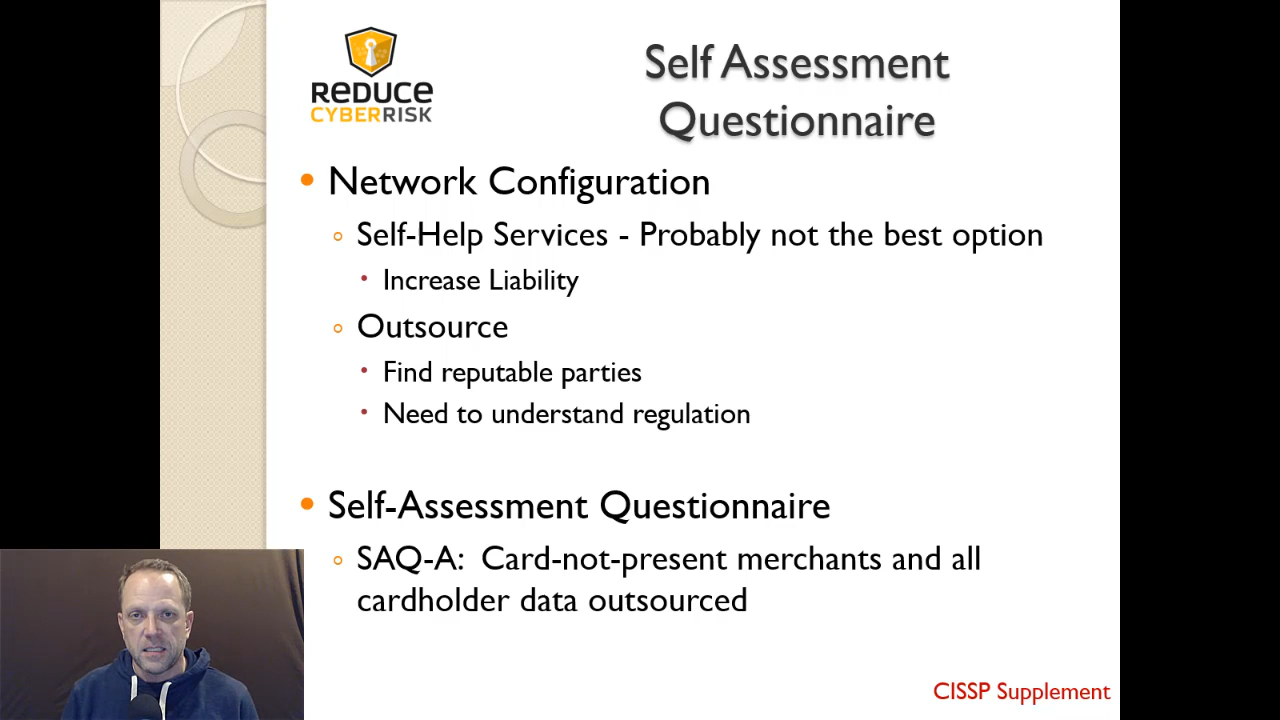 REDUCE
CYBERRISK
Self Assessment
Questionnaire
• Network Configuration
○ Self-Help Services - Probably not the best option
• Increase Liability
○ Outsource
• Find reputable parties
• Need to understand regulation
• Self-Assessment Questionnaire
○ SAQ-A: Card-not-present merchants and all
cardholder data outsourced
CISSP Supplement